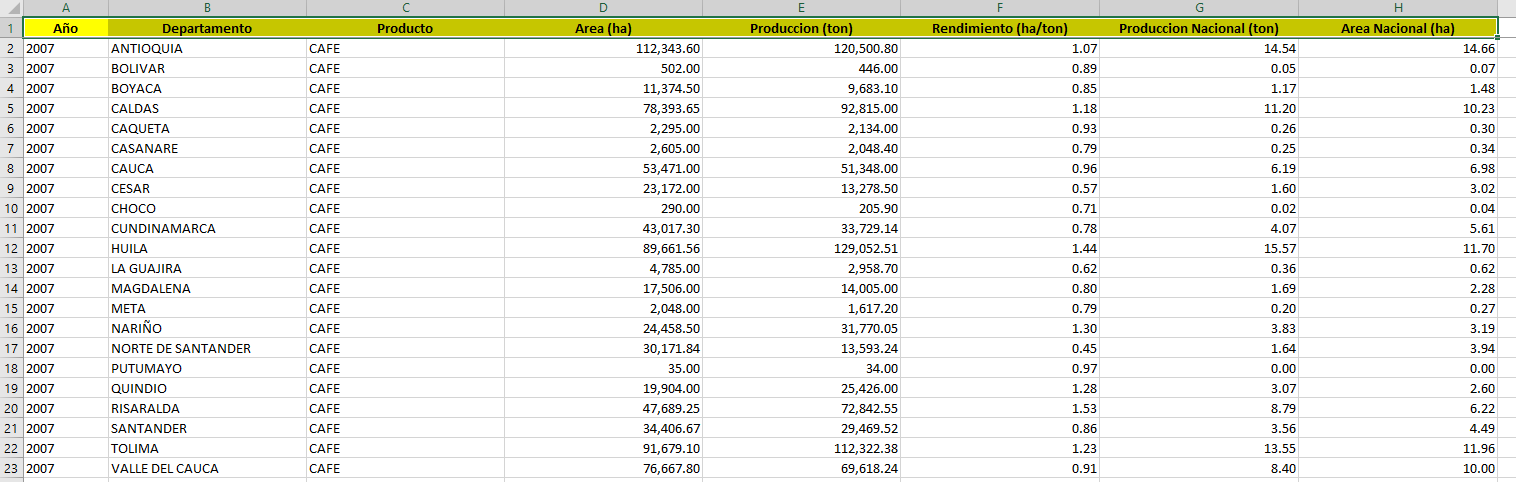 A B C D E F G H
1 Año Departamento Producto Area (ha) Produccion (ton) Rendimiento (ha/ton) Produccion Nacional (ton) Area Nacional (ha)
2 2007 ANTIOQUIA CAFE 112,343.60 120,500.80 1.07 14.54 14.66
3 2007 BOLIVAR CAFE 502.00 446.00 0.89 0.05 0.07
4 2007 BOYACA CAFE 11,374.50 9,683.10 0.85 1.17 1.48
5 2007 CALDAS CAFE 78,393.65 92,815.00 1.18 11.20 10.23
6 2007 CAQUETA CAFE 2,295.00 2,134.00 0.93 0.26 0.30
7 2007 CASANARE CAFE 2,605.00 2,048.40 0.79 0.25 0.34
8 2007 CAUCA CAFE 53,471.00 51,348.00 0.96 6.19 6.98
9 2007 CESAR CAFE 23,172.00 13,278.50 0.57 1.60 3.02
10 2007 CHOCO CAFE 290.00 205.90 0.71 0.02 0.04
11 2007 CUNDINAMARCA CAFE 43,017.30 33,729.14 0.78 4.07 5.61
12 2007 HUILA CAFE 89,661.56 129,052.51 1.44 15.57 11.70
13 2007 LA GUAJIRA CAFE 4,785.00 2,958.70 0.62 0.36 0.62
14 2007 MAGDALENA CAFE 17,506.00 14,005.00 0.80 1.69 2.28
15 2007 META CAFE 2,048.00 1,617.20 0.79 0.20 0.27
16 2007 NARIÑO CAFE 24,458.50 31,770.05 1.30 3.83 3.19
17 2007 NORTE DE SANTANDER CAFE 30,171.84 13,593.24 0.45 1.64 3.94
18 2007 PUTUMAYO CAFE 35.00 34.00 0.97 0.00 0.00
19 2007 QUINDIO CAFE 19,904.00 25,426.00 1.28 3.07 2.60
20 2007 RISARALDA CAFE 47,689.25 72,842.55 1.53 8.79 6.22
21 2007 SANTANDER CAFE 34,406.67 29,469.52 0.86 3.56 4.49
22 2007 TOLIMA CAFE 91,679.10 112,322.38 1.23 13.55 11.96
23 2007 VALLE DEL CAUCA CAFE 76,667.80 69,618.24 0.91 8.40 10.00